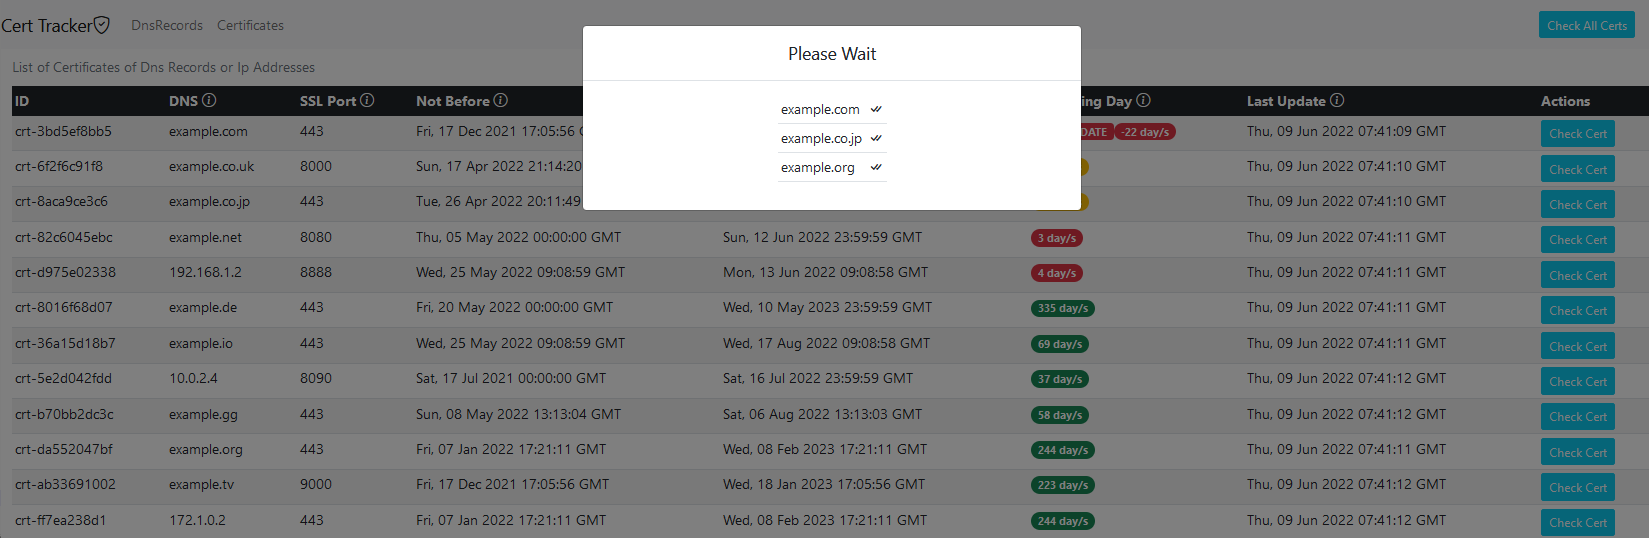 Cert Tracker DnsRecords Certificates Check All Certs
Please Wait
example.com
example.co.jp
example.org
List of Certificates of Dns Records or Ip Addresses
ID DNS SSL Port Not Before Day Last Update Actions
crt-3bd5ef8bb5 example.com 443 Fri, 17 Dec 2021 17:05:56 DATE -22 day/s Thu, 09 Jun 2022 07:41:09 GMT Check Cert
crt-6f2f6c91f8 example.co.uk 8000 Sun, 17 Apr 2022 21:14:20 Thu, 09 Jun 2022 07:41:10 GMT Check Cert
crt-8aca9ce3c6 example.co.jp 443 Tue, 26 Apr 2022 20:11:49 Thu, 09 Jun 2022 07:41:10 GMT Check Cert
crt-82c6045ebc example.net 8080 Thu, 05 May 2022 00:00:00 GMT Sun, 12 Jun 2022 23:59:59 GMT 3 day/s Thu, 09 Jun 2022 07:41:11 GMT Check Cert
crt-d975e02338 192.168.1.2 8888 Wed, 25 May 2022 09:08:59 GMT Mon, 13 Jun 2022 09:08:58 GMT 4 day/s Thu, 09 Jun 2022 07:41:11 GMT Check Cert
crt-8016f68d07 example.de 443 Fri, 20 May 2022 00:00:00 GMT Wed, 10 May 2023 23:59:59 GMT 335 day/s Thu, 09 Jun 2022 07:41:11 GMT Check Cert
crt-36a15d18b7 example.io 443 Wed, 25 May 2022 09:08:59 GMT Wed, 17 Aug 2022 09:08:58 GMT 69 day/s Thu, 09 Jun 2022 07:41:11 GMT Check Cert
crt-5e2d042fdd 10.0.2.4 8090 Sat, 17 Jul 2021 00:00:00 GMT Sat, 16 Jul 2022 23:59:59 GMT 37 day/s Thu, 09 Jun 2022 07:41:12 GMT Check Cert
crt-b70bb2dc3c example.gg 443 Sun, 08 May 2022 13:13:04 GMT Sat, 06 Aug 2022 13:13:03 GMT 58 day/s Thu, 09 Jun 2022 07:41:12 GMT Check Cert
crt-da552047bf example.org 443 Fri, 07 Jan 2022 17:21:11 GMT Wed, 08 Feb 2023 17:21:11 GMT 244 day/s Thu, 09 Jun 2022 07:41:12 GMT Check Cert
crt-ab33691002 example.tv 9000 Fri, 17 Dec 2021 17:05:56 GMT Wed, 18 Jan 2023 17:05:56 GMT 223 day/s Thu, 09 Jun 2022 07:41:12 GMT Check Cert
crt-ff7ea238d1 172.1.0.2 443 Fri, 07 Jan 2022 17:21:11 GMT Wed, 08 Feb 2023 17:21:11 GMT 244 day/s Thu, 09 Jun 2022 07:41:12 GMT Check Cert